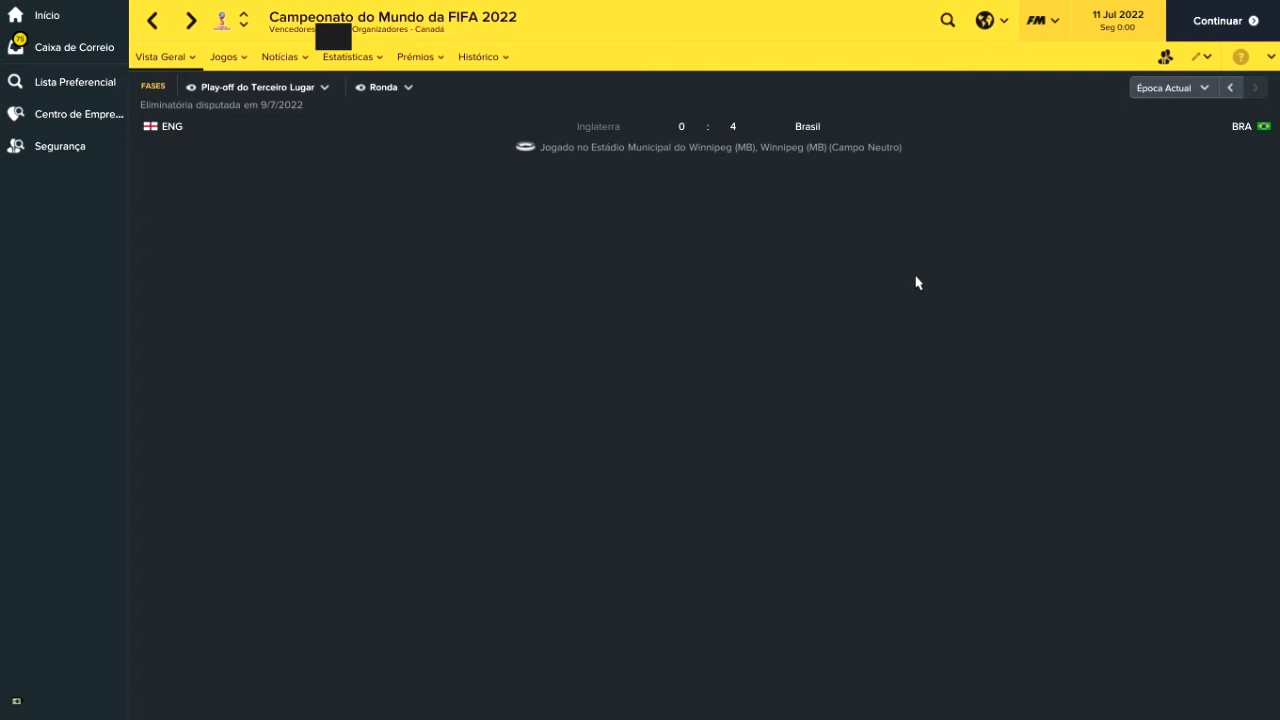 Campeonato do Mundo da FIFA 2022
Vencedores Organizadores - Canadá
FM
11 Jul 2022
Seg 0:00
Continuar
75
Início
Caixa de Correio
Lista Preferencial
Centro de Empre...
Segurança
Vista Geral Jogos Notícias Estatísticas Prémios Histórico
?
FASES Play-off do Terceiro Lugar Ronda Época Actual
Eliminatória disputada em 9/7/2022
ENG Inglaterra 0 : 4 Brasil BRA
Jogado no Estádio Municipal do Winnipeg (MB), Winnipeg (MB) (Campo Neutro)